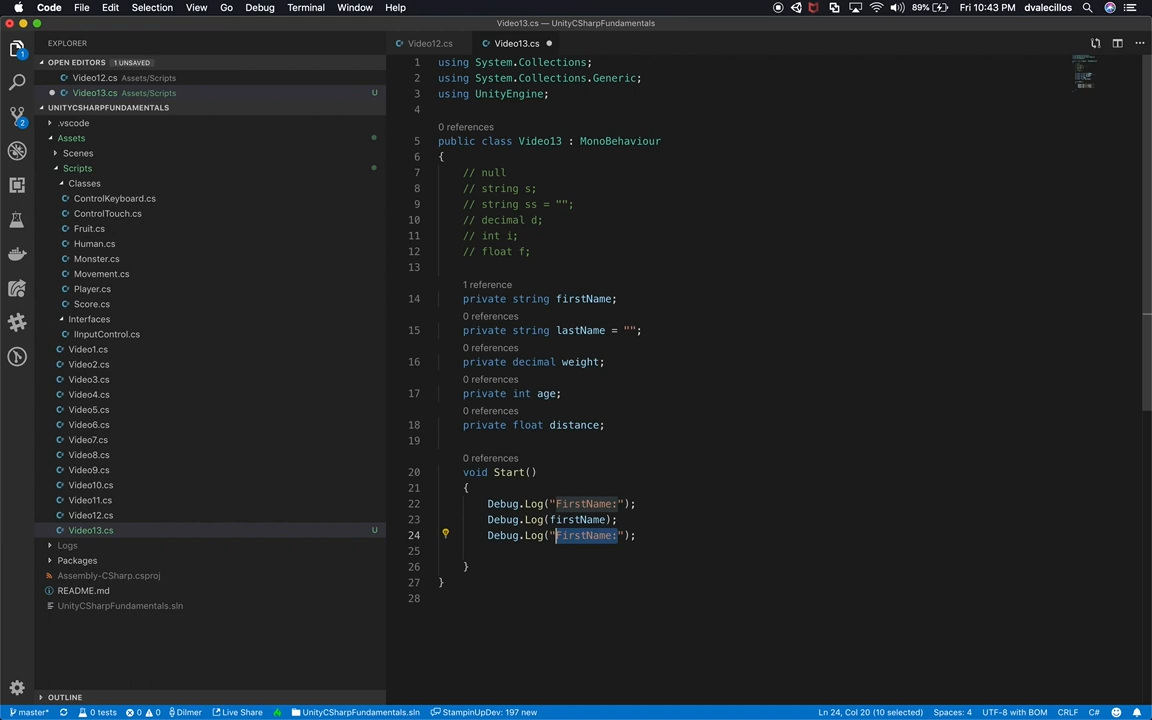 Code File Edit Selection View Go Debug Terminal Window Help 89% Fri 10:43 PM dvalecillos
Video13.cs — UnityCSharpFundamentals
EXPLORER
Video12.cs
Video13.cs
OPEN EDITORS 1 UNSAVED
Video12.cs Assets/Scripts
Video13.cs Assets/Scripts U
UNITYCSHARPFUNDAMENTALS
.vscode
Assets
Scenes
Scripts
Classes
ControlKeyboard.cs
ControlTouch.cs
Fruit.cs
Human.cs
Monster.cs
Movement.cs
Player.cs
Score.cs
Interfaces
IInputControl.cs
Video1.cs
Video2.cs
Video3.cs
Video4.cs
Video5.cs
Video6.cs
Video7.cs
Video8.cs
Video9.cs
Video10.cs
Video11.cs
Video12.cs
Video13.cs U
Logs
Packages
Assembly-CSharp.csproj
README.md
UnityCSharpFundamentals.sln
OUTLINE
1
2
1 using System.Collections;
2 using System.Collections.Generic;
3 using UnityEngine;
4
0 references
5 public class Video13 : MonoBehaviour
6 {
7 // null
8 // string s;
9 // string ss = "";
10 // decimal d;
11 // int i;
12 // float f;
13
1 reference
14 private string firstName;
0 references
15 private string lastName = "";
0 references
16 private decimal weight;
0 references
17 private int age;
0 references
18 private float distance;
19
0 references
20 void Start()
21 {
22 Debug.Log("FirstName:");
23 Debug.Log(firstName);
24 Debug.Log("FirstName:");
25
26 }
27 }
28
master* 0 tests 0 0 Dilmer Live Share UnityCSharpFundamentals.sln StampinUpDev: 197 new Ln 24, Col 20 (10 selected) Spaces: 4 UTF-8 with BOM CRLF C#